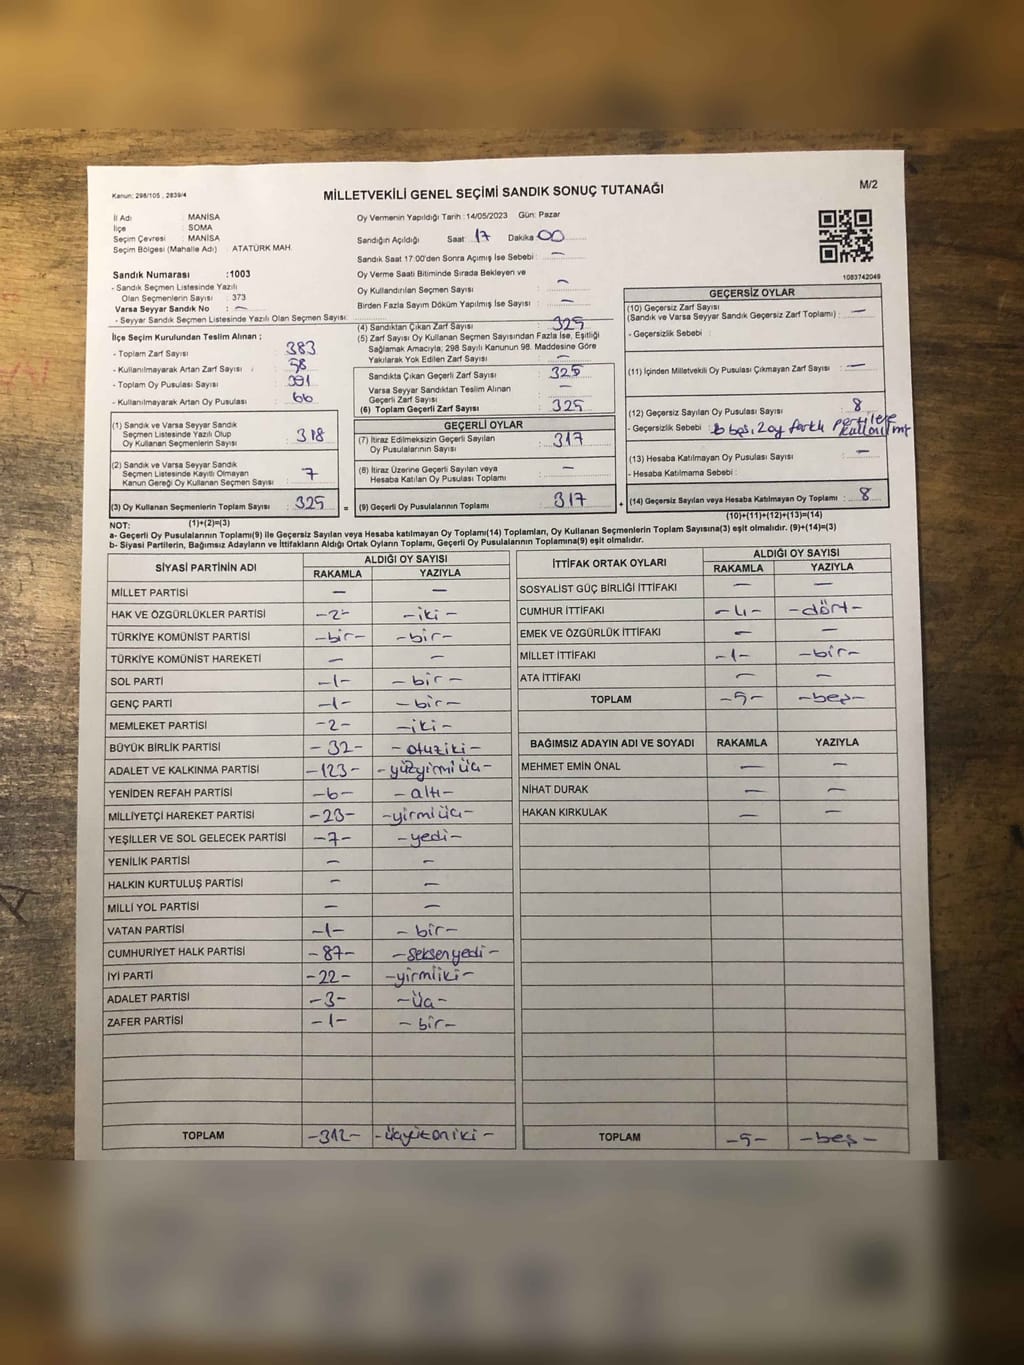 Kanun: 298/105 , 2839/4
MİLLETVEKİLİ GENEL SEÇİMİ SANDIK SONUÇ TUTANAĞI
M/2
İl Adı : MANİSA
İlçe : SOMA
Seçim Çevresi : MANİSA
Seçim Bölgesi (Mahalle Adı) : ATATÜRK MAH.
Sandık Numarası :1003
- Sandık Seçmen Listesinde Yazılı
Olan Seçmenlerin Sayısı : 373
Varsa Seyyar Sandık No : –
- Seyyar Sandık Seçmen Listesinde Yazılı Olan Seçmen Sayısı:
İlçe Seçim Kurulundan Teslim Alınan ;
- Toplam Zarf Sayısı : 383
- Kullanılmayarak Artan Zarf Sayısı : 58
- Toplam Oy Pusulası Sayısı : 391
- Kullanılmayarak Artan Oy Pusulası : 66
(1) Sandık ve Varsa Seyyar Sandık
Seçmen Listesinde Yazılı Olup
Oy Kullanan Seçmenlerin Sayısı : 318
(2) Sandık ve Varsa Seyyar Sandık
Seçmen Listesinde Kayıtlı Olmayan
Kanun Gereği Oy Kullanan Seçmen Sayısı : 7
(3) Oy Kullanan Seçmenlerin Toplam Sayısı : 325
(1)+(2)=(3)
Oy Vermenin Yapıldığı Tarih :14/05/2023 Gün: Pazar
Sandığın Açıldığı Saat 17 Dakika 00
Sandık Saat 17:00'den Sonra Açımış İse Sebebi : –
Oy Verme Saati Bitiminde Sırada Bekleyen ve
Oy Kullandırılan Seçmen Sayısı : –
Birden Fazla Sayım Döküm Yapılmış İse Sayısı : –
(4) Sandıktan Çıkan Zarf Sayısı : 325
(5) Zarf Sayısı Oy Kullanan Seçmen Sayısından Fazla İse, Eşitliği
Sağlamak Amacıyla, 298 Sayılı Kanunun 98. Maddesine Göre
Yakılarak Yok Edilen Zarf Sayısı : –
Sandıkta Çıkan Geçerli Zarf Sayısı : 325
Varsa Seyyar Sandıktan Teslim Alınan
Geçerli Zarf Sayısı : –
(6) Toplam Geçerli Zarf Sayısı : 325
GEÇERLİ OYLAR
(7) İtiraz Edilmeksizin Geçerli Sayılan
Oy Pusulalarının Sayısı : 317
(8) İtiraz Üzerine Geçerli Sayılan veya
Hesaba Katılan Oy Pusulası Toplamı : –
= (9) Geçerli Oy Pusulalarının Toplamı : 317 +
1083742049
GEÇERSİZ OYLAR
(10) Geçersiz Zarf Sayısı
(Sandık ve Varsa Seyyar Sandık Geçersiz Zarf Toplamı) : –
- Geçersizlik Sebebi :
(11) İçinden Milletvekili Oy Pusulası Çıkmayan Zarf Sayısı : –
(12) Geçersiz Sayılan Oy Pusulası Sayısı : 8
- Geçersizlik Sebebi : 6 boş, 2 oy farklı partilere
(13) Hesaba Katılmayan Oy Pusulası Sayısı : –
- Hesaba Katılmama Sebebi :
(14) Geçersiz Sayılan veya Hesaba Katılmayan Oy Toplamı : 8
(10)+(11)+(12)+(13)=(14)
NOT:
a- Geçerli Oy Pusulalarının Toplamı(9) ile Geçersiz Sayılan veya Hesaba katılmayan Oy Toplamı(14) Toplamları, Oy Kullanan Seçmenlerin Toplam Sayısına(3) eşit olmalıdır. (9)+(14)=(3)
b- Siyasi Partilerin, Bağımsız Adayların ve İttifakların Aldığı Ortak Oyların Toplamı, Geçerli Oy Pusulalarının Toplamına(9) eşit olmalıdır.
SİYASİ PARTİNİN ADI ALDIĞI OY SAYISI
RAKAMLA YAZIYLA
MİLLET PARTİSİ – –
HAK VE ÖZGÜRLÜKLER PARTİSİ -2- -iki-
TÜRKİYE KOMÜNİST PARTİSİ -bir- -bir-
TÜRKİYE KOMÜNİST HAREKETİ – –
SOL PARTİ -1- -bir-
GENÇ PARTİ -1- -bir-
MEMLEKET PARTİSİ -2- -iki-
BÜYÜK BİRLİK PARTİSİ -32- -otuziki-
ADALET VE KALKINMA PARTİSİ -123- -yüzyirmiüç-
YENİDEN REFAH PARTİSİ -6- -altı-
MİLLİYETÇİ HAREKET PARTİSİ -23- -yirmiüç-
YEŞİLLER VE SOL GELECEK PARTİSİ -7- -yedi-
YENİLİK PARTİSİ – –
HALKIN KURTULUŞ PARTİSİ – –
MİLLİ YOL PARTİSİ – –
VATAN PARTİSİ -1- -bir-
CUMHURİYET HALK PARTİSİ -87- -seksenyedi-
İYİ PARTİ -22- -yirmiiki-
ADALET PARTİSİ -3- -üç-
ZAFER PARTİSİ -1- -bir-
TOPLAM -312- -üçyüzoniki-
İTTİFAK ORTAK OYLARI ALDIĞI OY SAYISI
RAKAMLA YAZIYLA
SOSYALİST GÜÇ BİRLİĞİ İTTİFAKI – –
CUMHUR İTTİFAKI -4- -dört-
EMEK VE ÖZGÜRLÜK İTTİFAKI – –
MİLLET İTTİFAKI -1- -bir-
ATA İTTİFAKI – –
TOPLAM -5- -beş-
BAĞIMSIZ ADAYIN ADI VE SOYADI RAKAMLA YAZIYLA
MEHMET EMİN ÖNAL – –
NİHAT DURAK – –
HAKAN KIRKULAK – –
TOPLAM -5- -beş-